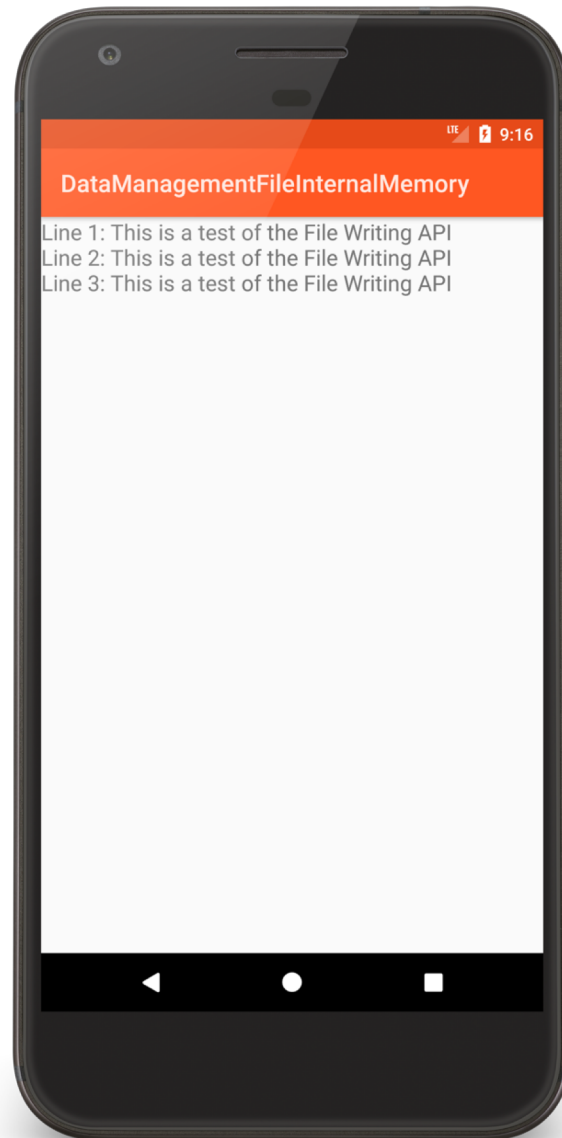 LTE
9:16
DataManagementFileInternalMemory
Line 1: This is a test of the File Writing API
Line 2: This is a test of the File Writing API
Line 3: This is a test of the File Writing API